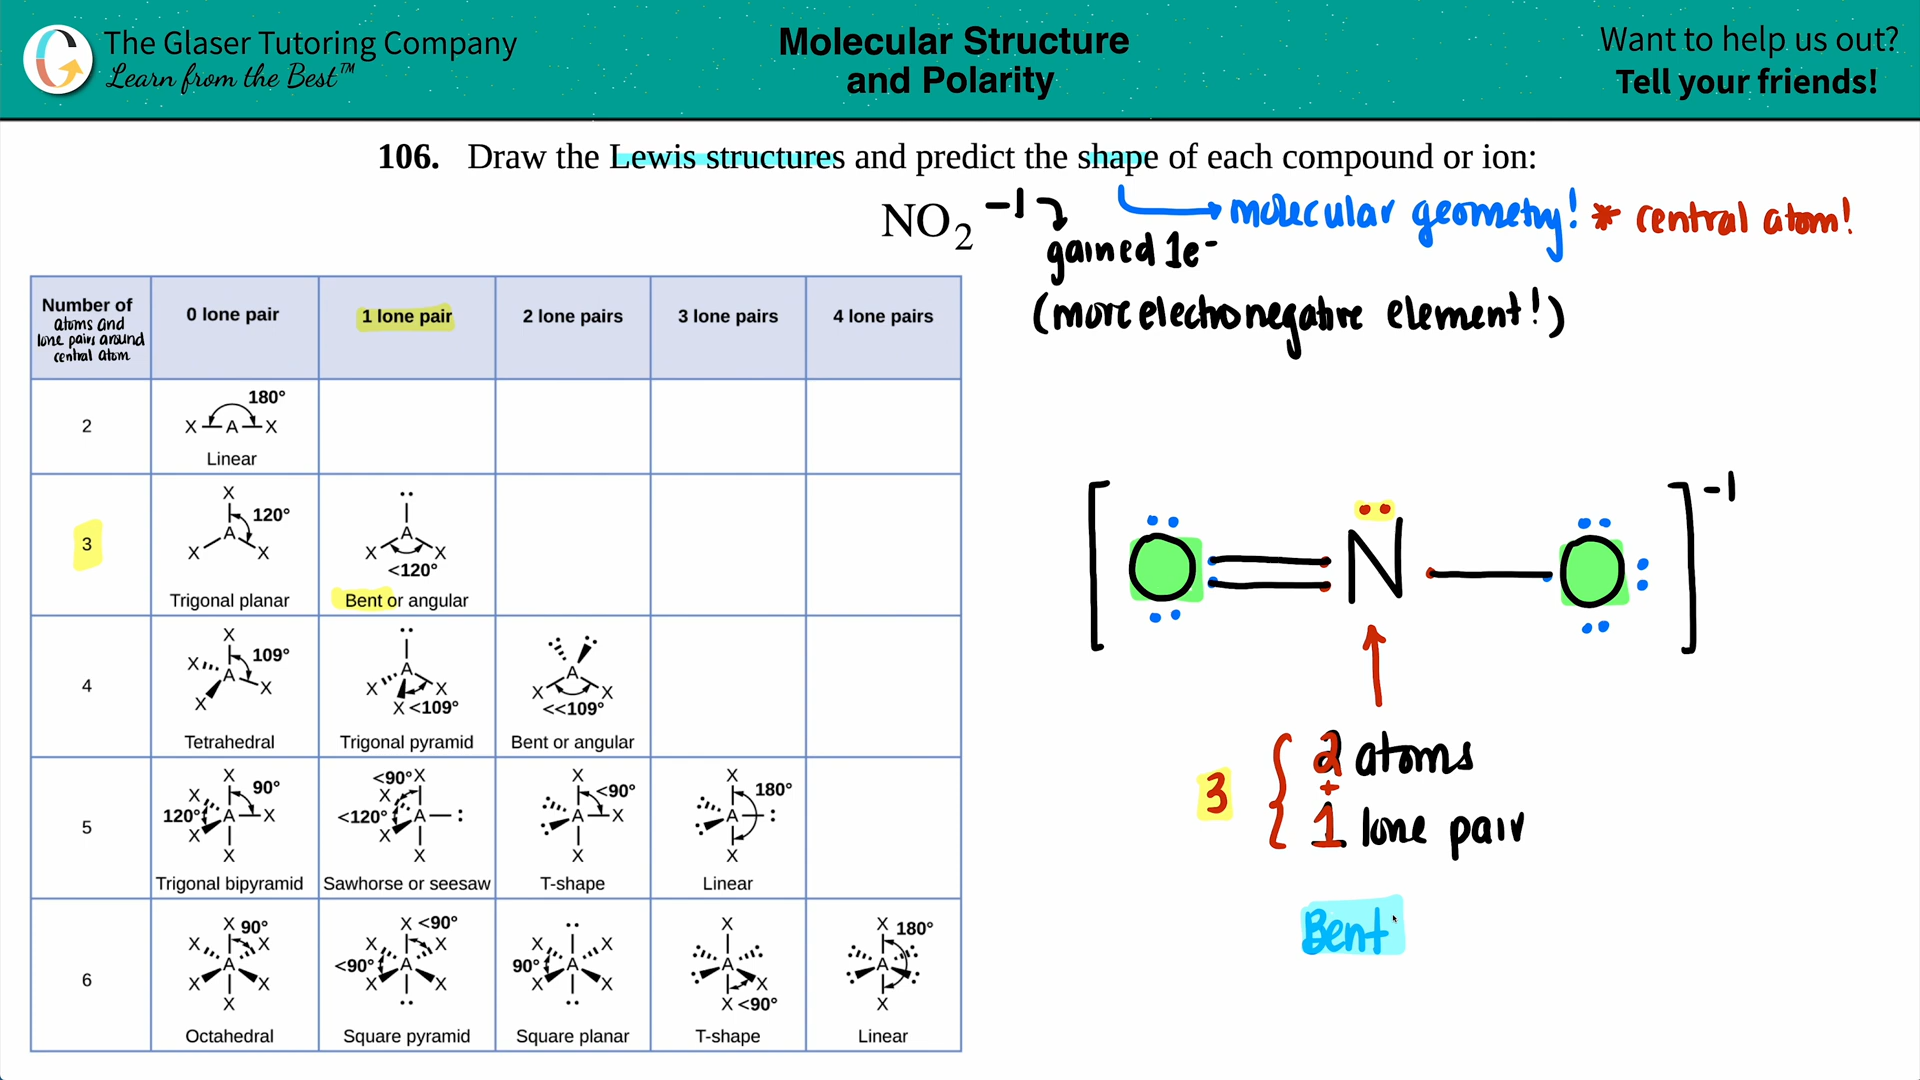 The Glaser Tutoring Company
Learn from the Best™
Molecular Structure
and Polarity
Want to help us out?
Tell your friends!
106. Draw the Lewis structures and predict the shape of each compound or ion:
NO2 −1
gained 1e−
(more electronegative element!)
molecular geometry! * central atom!
Number of
atoms and
lone pairs around
central atom
0 lone pair
1 lone pair
2 lone pairs
3 lone pairs
4 lone pairs
2
180°
X A X
Linear
3
X
120°
A
X X
Trigonal planar
A
X X
<120°
Bent or angular
4
X
109°
X A
X
X
Tetrahedral
A
X X
X <109°
Trigonal pyramid
A
X X
<<109°
Bent or angular
5
X
90°
X
120° A X
X
X
Trigonal bipyramid
<90° X
X
<120° A :
X
X
Sawhorse or seesaw
X
<90°
A X
X
T-shape
X
180°
A :
X
Linear
6
X 90°
X X
A
X X
X
Octahedral
X <90°
X X
<90° A
X X
Square pyramid
X X
90° A
X X
Square planar
X
A
X
X <90°
T-shape
X 180°
A
X
Linear
[O N O] −1
3 { 2 atoms
+
1 lone pair
Bent